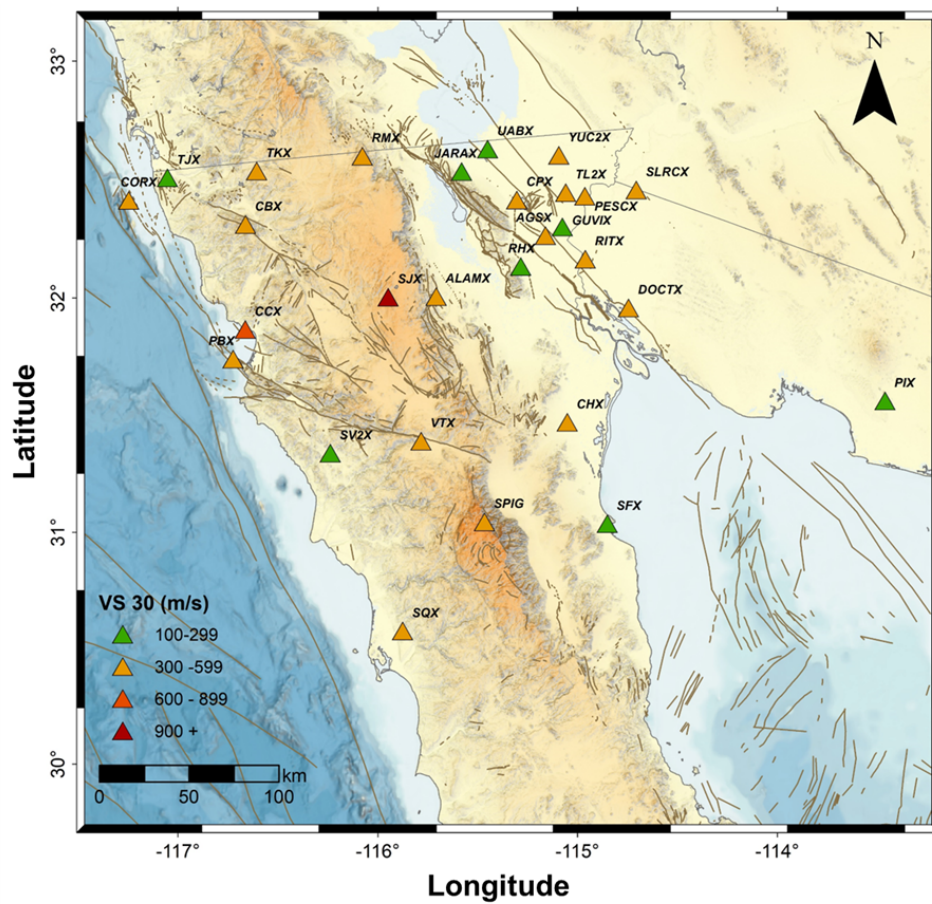 33°
N
UABX
YUC2X
RMX
JARAX
TJX
TKX
TL2X
SLRCX
CPX
CORX
PESCX
CBX
AGSX
GUVIX
RHX
RITX
32°
SJX
ALAMX
DOCTX
CCX
PBX
PIX
CHX
VTX
SV2X
SPIG
SFX
31°
SQX
VS 30 (m/s)
100-299
300 -599
600 - 899
900 +
30°
km
0 50 100
-117° -116° -115° -114°
Latitude
Longitude